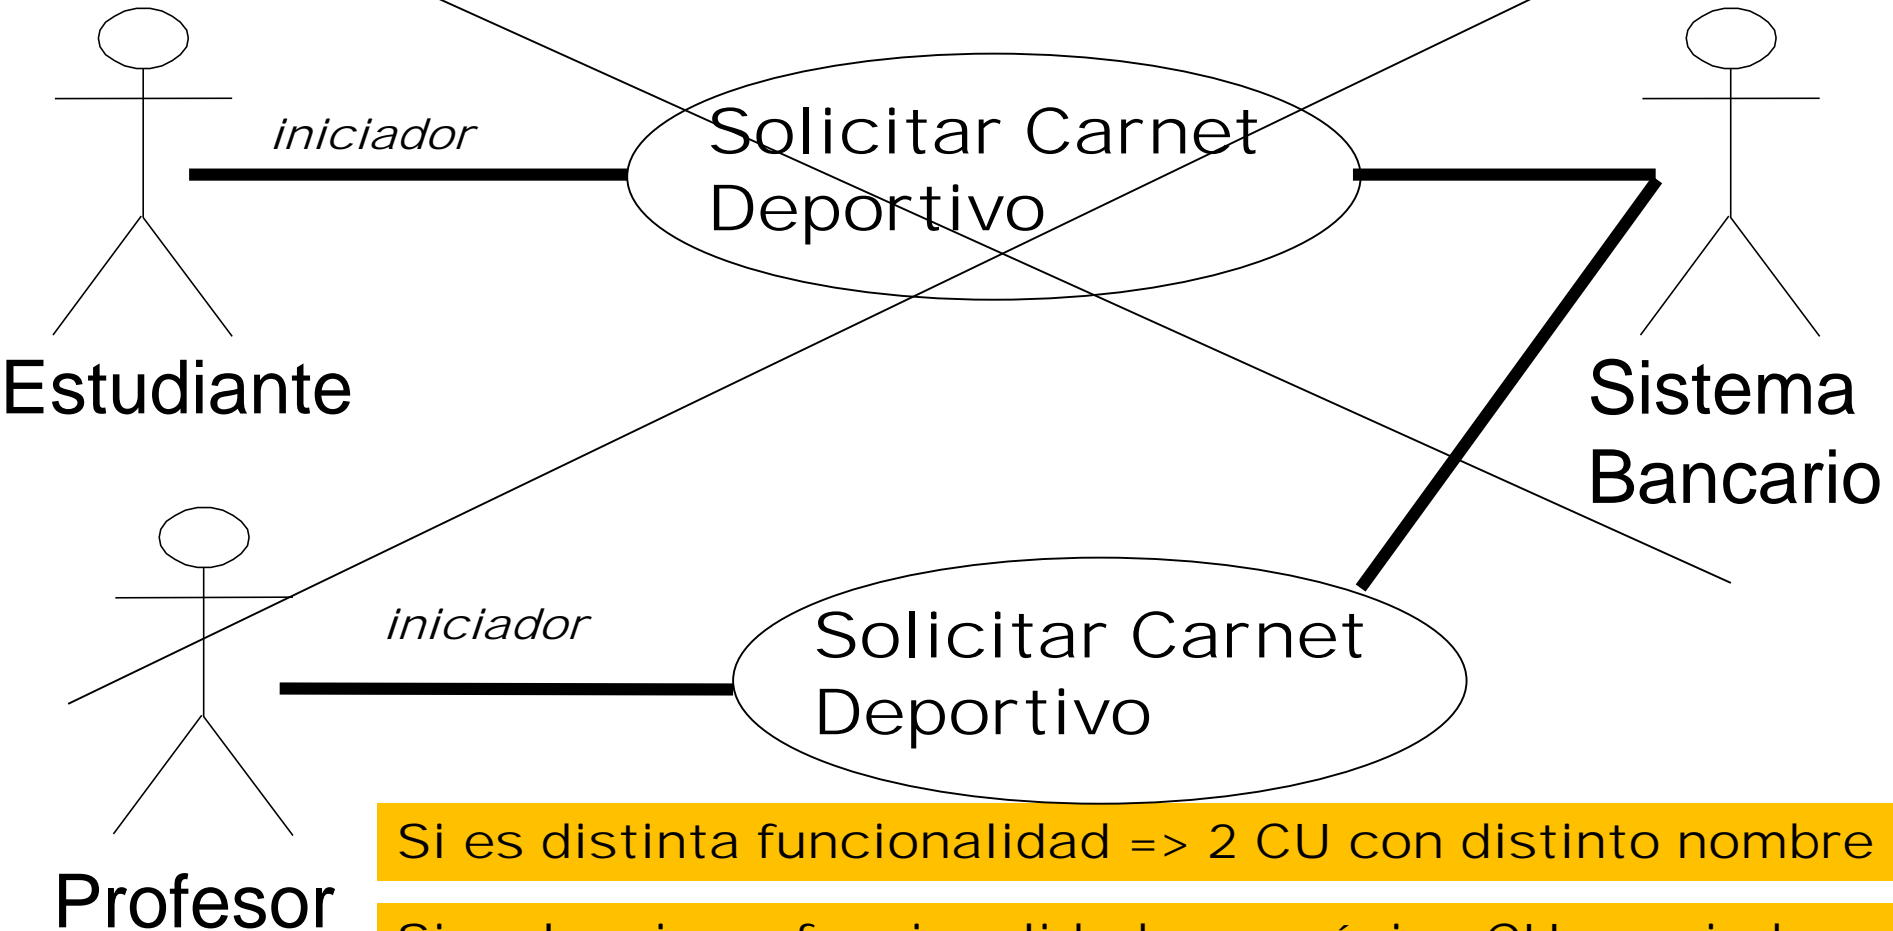 iniciador
Solicitar Carnet
Deportivo
Estudiante
Sistema
Bancario
iniciador
Solicitar Carnet
Deportivo
Profesor
Si es distinta funcionalidad => 2 CU con distinto nombre